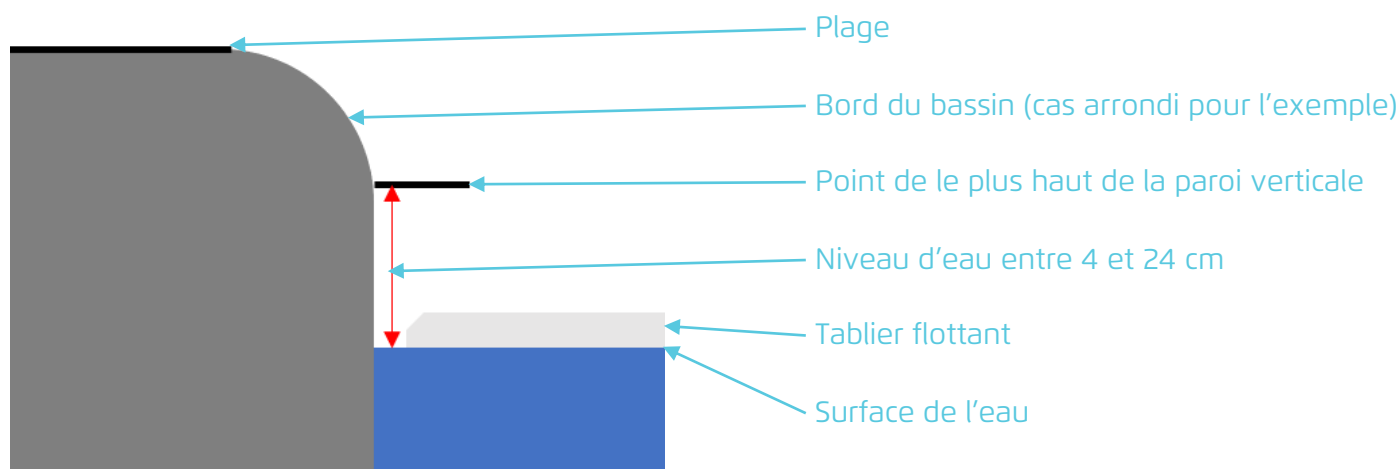 Plage
Bord du bassin (cas arrondi pour l'exemple)
Point de le plus haut de la paroi verticale
Niveau d'eau entre 4 et 24 cm
Tablier flottant
Surface de l'eau